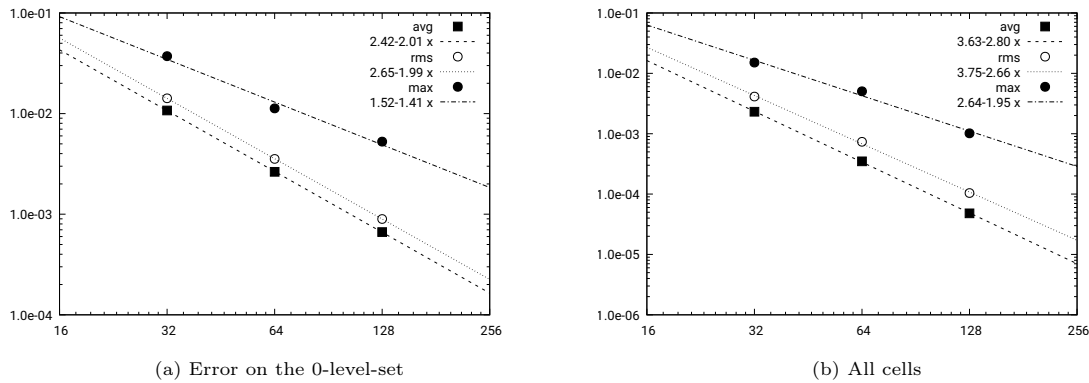 1.0e-01
1.0e-02
1.0e-03
1.0e-04
16
32
64
128
256
avg
2.42-2.01 x
rms
2.65-1.99 x
max
1.52-1.41 x
(a) Error on the 0-level-set
1.0e-01
1.0e-02
1.0e-03
1.0e-04
1.0e-05
1.0e-06
16
32
64
128
256
avg
3.63-2.80 x
rms
3.75-2.66 x
max
2.64-1.95 x
(b) All cells